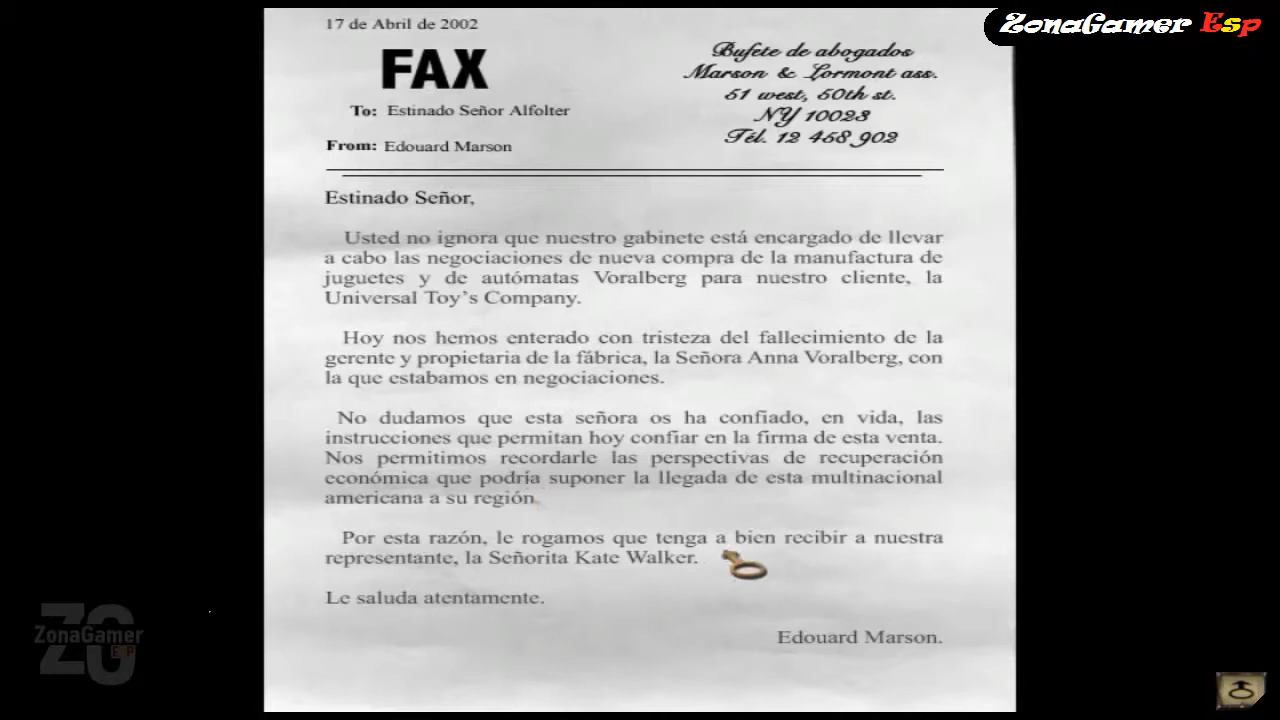 17 de Abril de 2002
ZonaGamer Esp
FAX
Bufete de abogados
Marson & Lormont ass.
51 west, 50th st.
NY 10023
Tél. 12 458 902
To: Estinado Señor Alfolter
From: Edouard Marson
Estinado Señor,
Usted no ignora que nuestro gabinete está encargado de llevar
a cabo las negociaciones de nueva compra de la manufactura de
juguetes y de autómatas Voralberg para nuestro cliente, la
Universal Toy's Company.
Hoy nos hemos enterado con tristeza del fallecimiento de la
gerente y propietaria de la fábrica, la Señora Anna Voralberg, con
la que estabamos en negociaciones.
No dudamos que esta señora os ha confiado, en vida, las
instrucciones que permitan hoy confiar en la firma de esta venta.
Nos permitimos recordarle las perspectivas de recuperación
económica que podría suponer la llegada de esta multinacional
americana a su región.
Por esta razón, le rogamos que tenga a bien recibir a nuestra
representante, la Señorita Kate Walker.
Le saluda atentamente.
Edouard Marson.
ZG
ZonaGamer
ESP